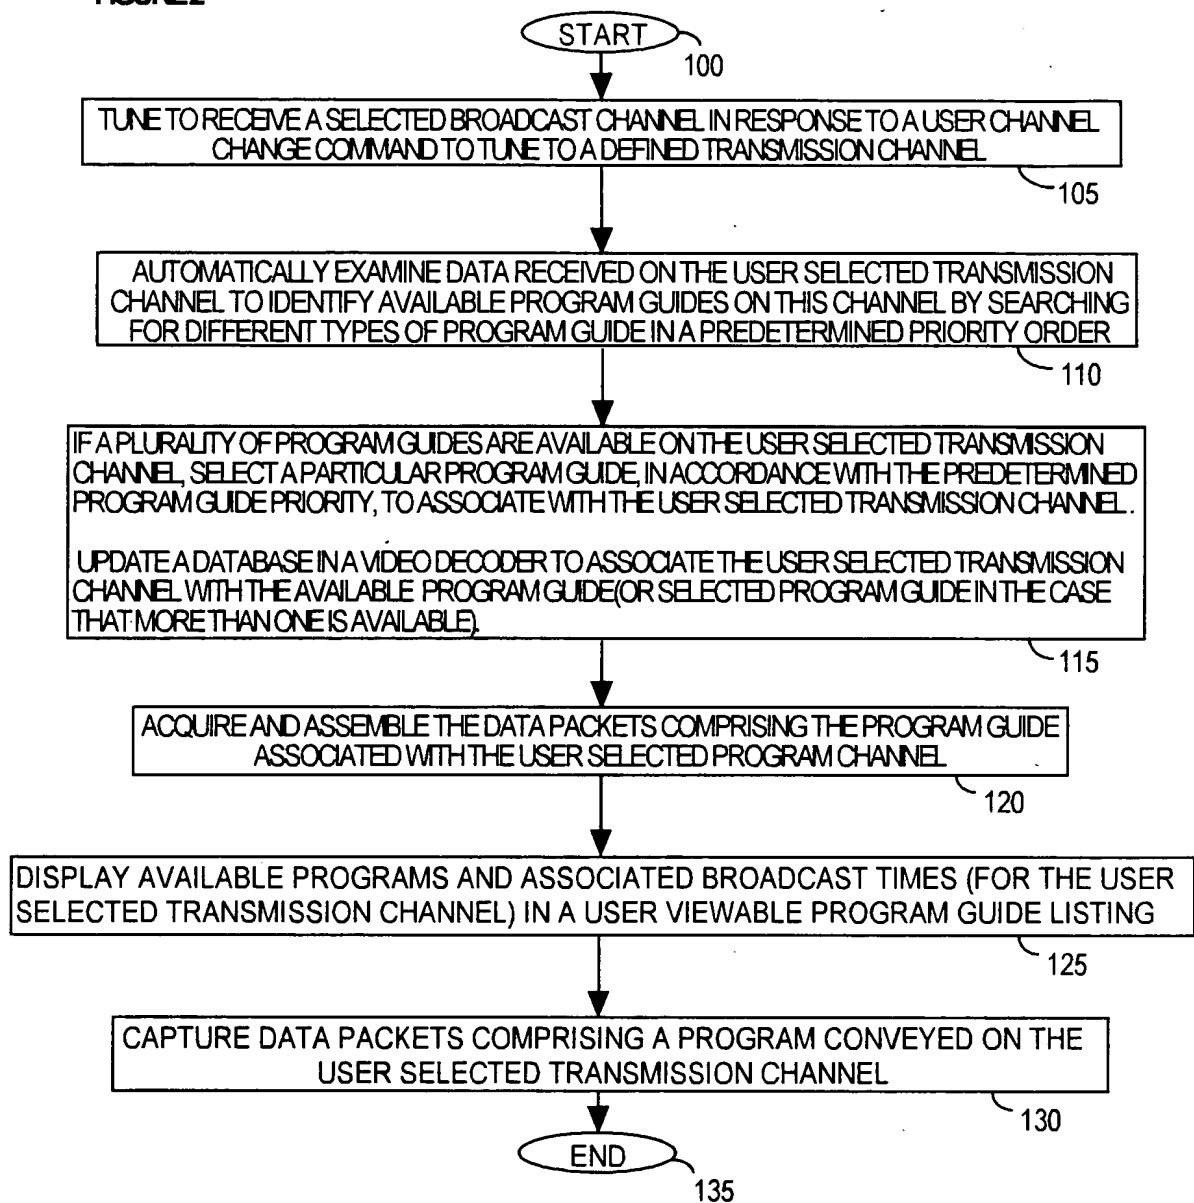 FIGURE 2
START
100
TUNE TO RECEIVE A SELECTED BROADCAST CHANNEL IN RESPONSE TO A USER CHANNEL
CHANGE COMMAND TO TUNE TO A DEFINED TRANSMISSION CHANNEL
105
AUTOMATICALLY EXAMINE DATA RECEIVED ON THE USER SELECTED TRANSMISSION
CHANNEL TO IDENTIFY AVAILABLE PROGRAM GUIDES ON THIS CHANNEL BY SEARCHING
FOR DIFFERENT TYPES OF PROGRAM GUIDE IN A PREDETERMINED PRIORITY ORDER
110
IF A PLURALITY OF PROGRAM GUIDES ARE AVAILABLE ON THE USER SELECTED TRANSMISSION
CHANNEL, SELECT A PARTICULAR PROGRAM GUIDE, IN ACCORDANCE WITH THE PREDETERMINED
PROGRAM GUIDE PRIORITY, TO ASSOCIATE WITH THE USER SELECTED TRANSMISSION CHANNEL.
UPDATE A DATABASE IN A VIDEO DECODER TO ASSOCIATE THE USER SELECTED TRANSMISSION
CHANNEL WITH THE AVAILABLE PROGRAM GUIDE (OR SELECTED PROGRAM GUIDE IN THE CASE
THAT MORE THAN ONE IS AVAILABLE).
115
ACQUIRE AND ASSEMBLE THE DATA PACKETS COMPRISING THE PROGRAM GUIDE
ASSOCIATED WITH THE USER SELECTED PROGRAM CHANNEL
120
DISPLAY AVAILABLE PROGRAMS AND ASSOCIATED BROADCAST TIMES (FOR THE USER
SELECTED TRANSMISSION CHANNEL) IN A USER VIEWABLE PROGRAM GUIDE LISTING
125
CAPTURE DATA PACKETS COMPRISING A PROGRAM CONVEYED ON THE
USER SELECTED TRANSMISSION CHANNEL
130
END
135